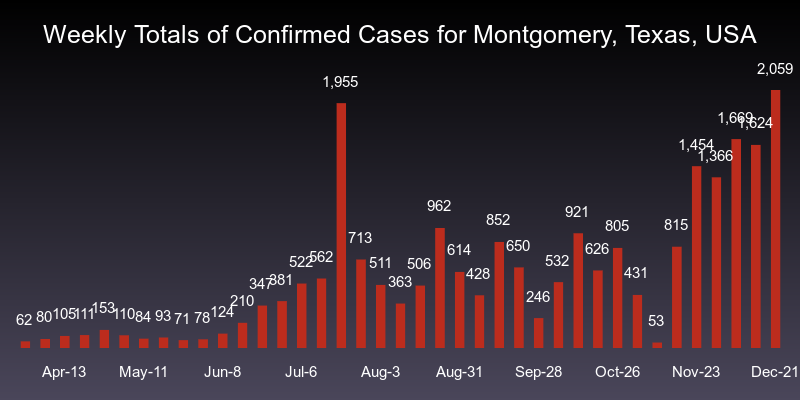 Weekly Totals of Confirmed Cases for Montgomery, Texas, USA
62 80 105 111 153 110 84 93 71 78 124 210 347 381 522 562 1,955 713 511 363 506 962 614 428 852 650 246 532 921 626 805 431 53 815 1,454 1,366 1,669 1,624 2,059
Apr-13 May-11 Jun-8 Jul-6 Aug-3 Aug-31 Sep-28 Oct-26 Nov-23 Dec-21